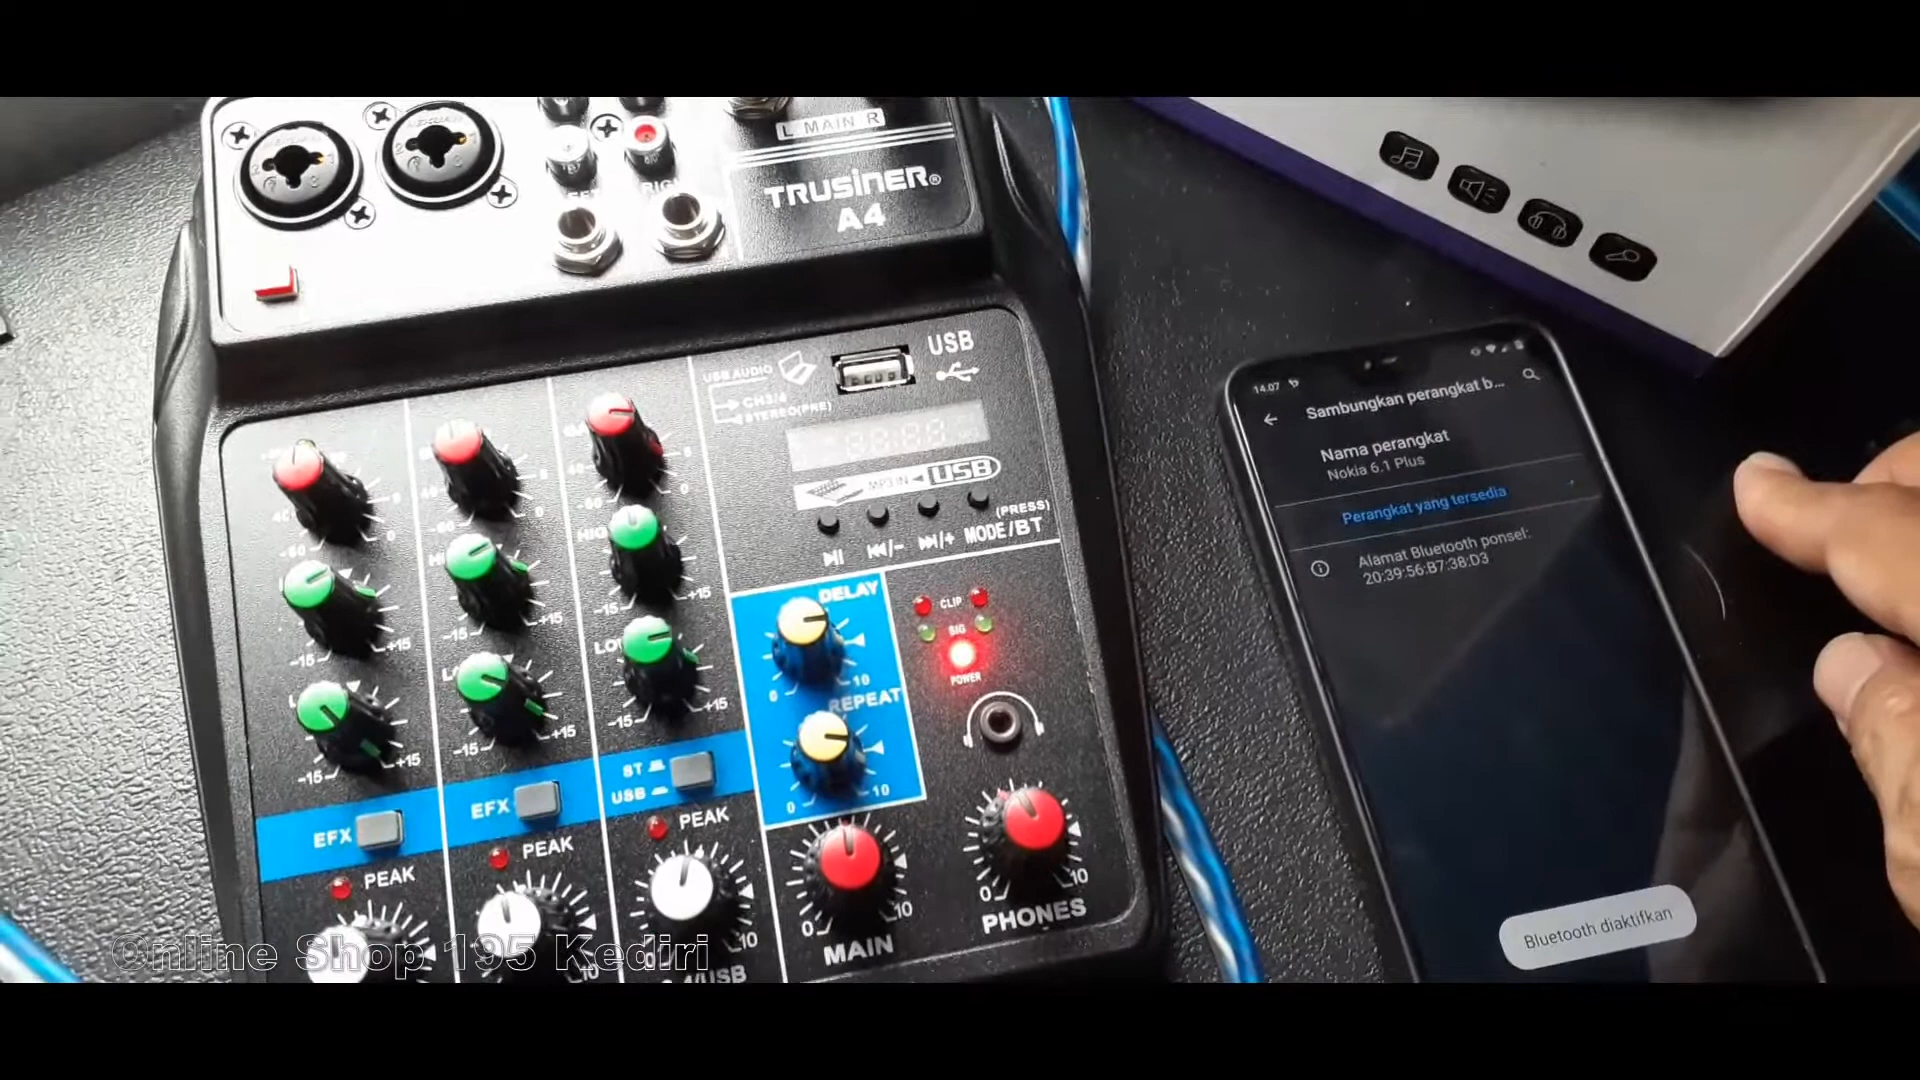 L MAIN R
TRUSINER®
A4
USB
USB AUDIO
CH3/4
STEREO(PRE)
MP3 IN
USB
(PRESS)
MODE/BT
DELAY
CLIP
SIG
POWER
0 10
REPEAT
0 10
-15 +15
-15 +15
-15 +15
-15 +15
-15 +15
-15 +15
EFX
EFX
ST
USB
PEAK
PEAK
PEAK
0 10
MAIN
0 10
PHONES
14.07
Sambungkan perangkat b...
Nama perangkat
Nokia 6.1 Plus
Perangkat yang tersedia
Alamat Bluetooth ponsel:
20:39:56:B7:38:D3
Bluetooth diaktifkan
Online Shop 195 Kediri